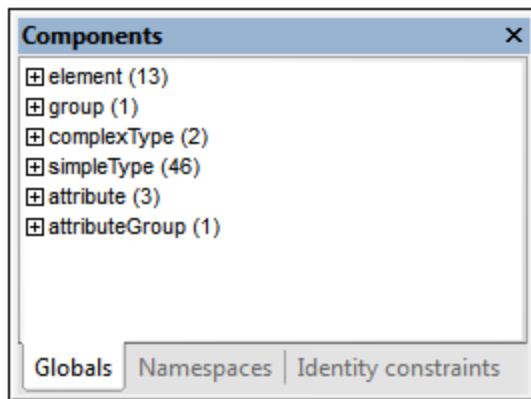 Components
element (13)
group (1)
complexType (2)
simpleType (46)
attribute (3)
attributeGroup (1)
Globals Namespaces Identity constraints